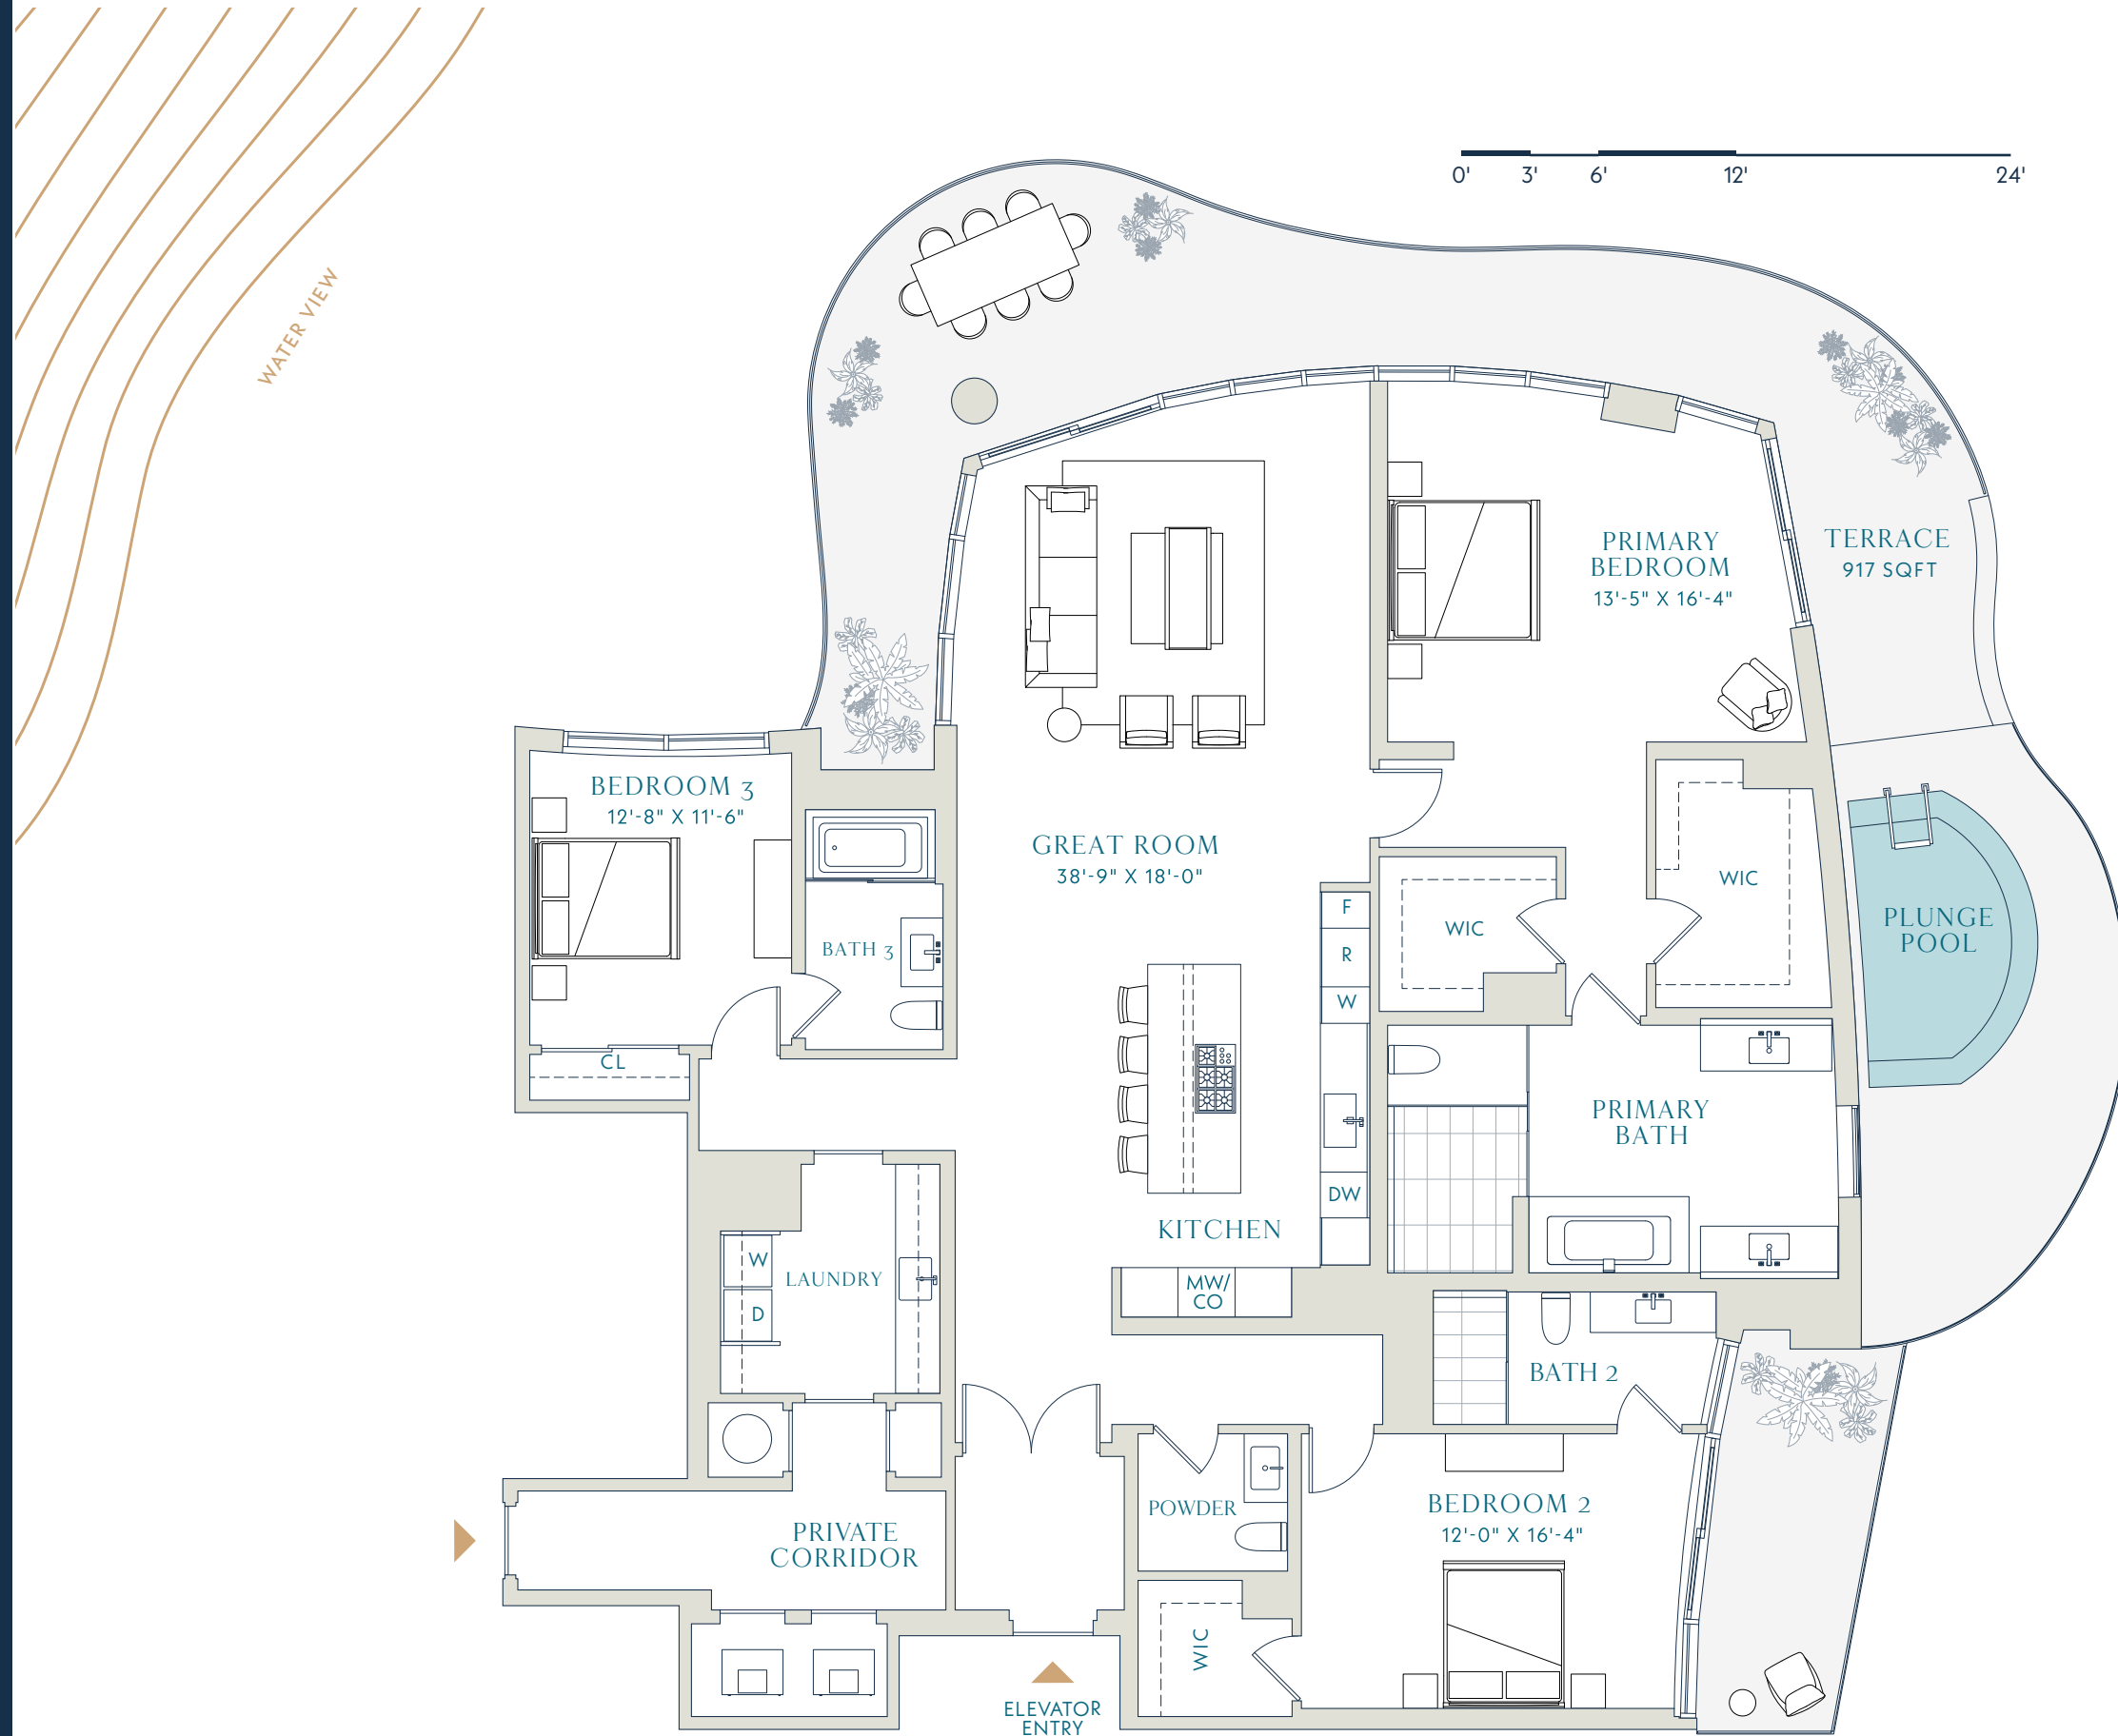 0' 3' 6' 12' 24'
WATER VIEW
PRIMARY
BEDROOM
13'-5" X 16'-4"
TERRACE
917 SQFT
BEDROOM 3
12'-8" X 11'-6"
GREAT ROOM
38'-9" X 18'-0"
WIC
F
WIC
PLUNGE
POOL
BATH 3
R
W
CL
PRIMARY
BATH
DW
KITCHEN
W
LAUNDRY
D
MW/
CO
BATH 2
BEDROOM 2
12'-0" X 16'-4"
POWDER
PRIVATE
CORRIDOR
WIC
ELEVATOR
ENTRY